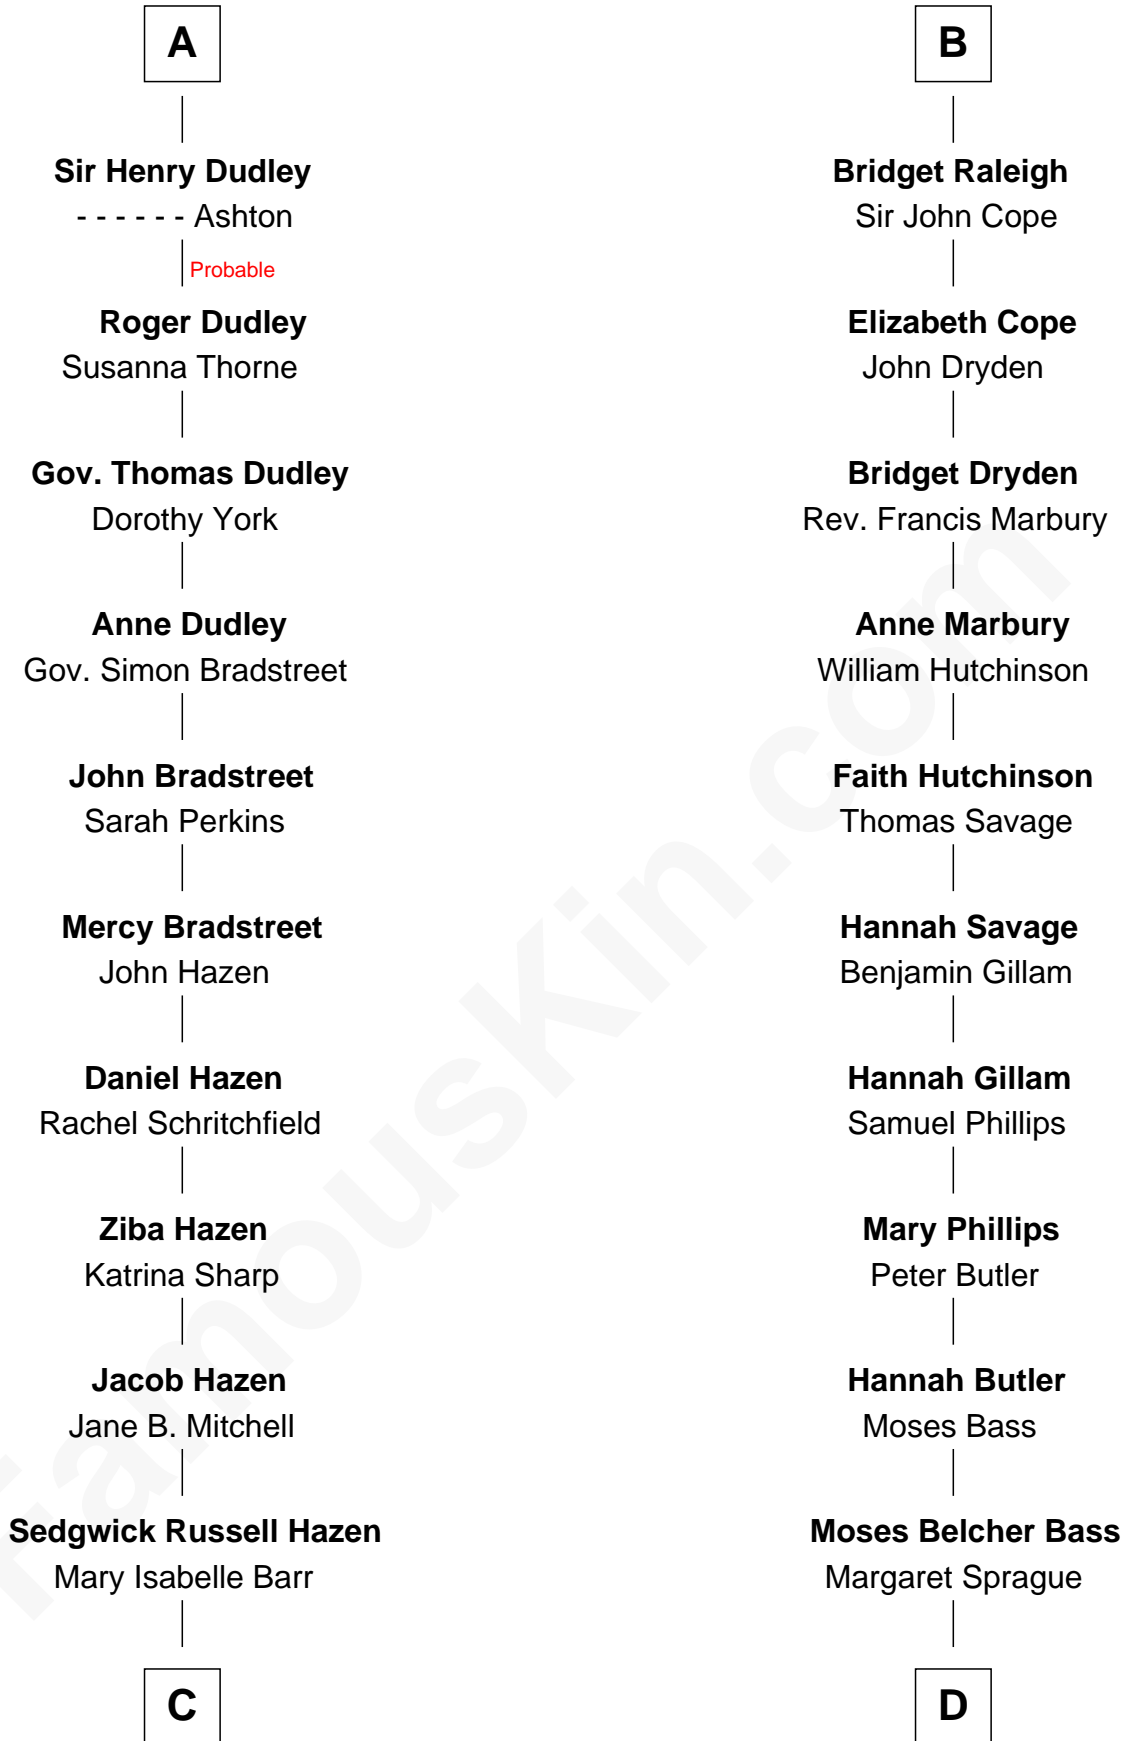 A
Sir Henry Dudley
- - - - - - Ashton
Probable
Roger Dudley
Susanna Thorne
Gov. Thomas Dudley
Dorothy York
Anne Dudley
Gov. Simon Bradstreet
John Bradstreet
Sarah Perkins
Mercy Bradstreet
John Hazen
Daniel Hazen
Rachel Schritchfield
Ziba Hazen
Katrina Sharp
Jacob Hazen
Jane B. Mitchell
Sedgwick Russell Hazen
Mary Isabelle Barr
C
B
Bridget Raleigh
Sir John Cope
Elizabeth Cope
John Dryden
Bridget Dryden
Rev. Francis Marbury
Anne Marbury
William Hutchinson
Faith Hutchinson
Thomas Savage
Hannah Savage
Benjamin Gillam
Hannah Gillam
Samuel Phillips
Mary Phillips
Peter Butler
Hannah Butler
Moses Bass
Moses Belcher Bass
Margaret Sprague
D
FamousKin.com